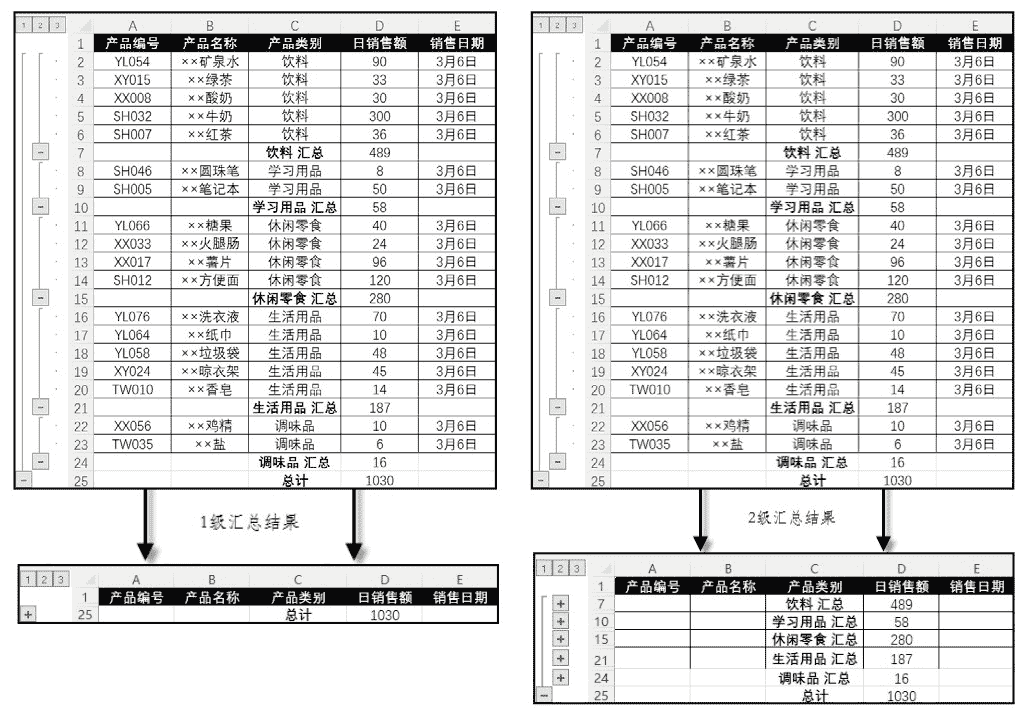 1 2 3
A B C D E
1 产品编号 产品名称 产品类别 日销售额 销售日期
2 YL054 ××矿泉水 饮料 90 3月6日
3 XY015 ××绿茶 饮料 33 3月6日
4 XX008 ××酸奶 饮料 30 3月6日
5 SH032 ××牛奶 饮料 300 3月6日
6 SH007 ××红茶 饮料 36 3月6日
7 饮料 汇总 489
8 SH046 ××圆珠笔 学习用品 8 3月6日
9 SH005 ××笔记本 学习用品 50 3月6日
10 学习用品 汇总 58
11 YL066 ××糖果 休闲零食 40 3月6日
12 XX033 ××火腿肠 休闲零食 24 3月6日
13 XX017 ××薯片 休闲零食 96 3月6日
14 SH012 ××方便面 休闲零食 120 3月6日
15 休闲零食 汇总 280
16 YL076 ××洗衣液 生活用品 70 3月6日
17 YL064 ××纸巾 生活用品 10 3月6日
18 YL058 ××垃圾袋 生活用品 48 3月6日
19 XY024 ××晾衣架 生活用品 45 3月6日
20 TW010 ××香皂 生活用品 14 3月6日
21 生活用品 汇总 187
22 XX056 ××鸡精 调味品 10 3月6日
23 TW035 ××盐 调味品 6 3月6日
24 调味品 汇总 16
25 总计 1030
1级汇总结果
1 2 3
A B C D E
1 产品编号 产品名称 产品类别 日销售额 销售日期
25 总计 1030
1 2 3
A B C D E
1 产品编号 产品名称 产品类别 日销售额 销售日期
2 YL054 ××矿泉水 饮料 90 3月6日
3 XY015 ××绿茶 饮料 33 3月6日
4 XX008 ××酸奶 饮料 30 3月6日
5 SH032 ××牛奶 饮料 300 3月6日
6 SH007 ××红茶 饮料 36 3月6日
7 饮料 汇总 489
8 SH046 ××圆珠笔 学习用品 8 3月6日
9 SH005 ××笔记本 学习用品 50 3月6日
10 学习用品 汇总 58
11 YL066 ××糖果 休闲零食 40 3月6日
12 XX033 ××火腿肠 休闲零食 24 3月6日
13 XX017 ××薯片 休闲零食 96 3月6日
14 SH012 ××方便面 休闲零食 120 3月6日
15 休闲零食 汇总 280
16 YL076 ××洗衣液 生活用品 70 3月6日
17 YL064 ××纸巾 生活用品 10 3月6日
18 YL058 ××垃圾袋 生活用品 48 3月6日
19 XY024 ××晾衣架 生活用品 45 3月6日
20 TW010 ××香皂 生活用品 14 3月6日
21 生活用品 汇总 187
22 XX056 ××鸡精 调味品 10 3月6日
23 TW035 ××盐 调味品 6 3月6日
24 调味品 汇总 16
25 总计 1030
2级汇总结果
1 2 3
A B C D E
1 产品编号 产品名称 产品类别 日销售额 销售日期
7 饮料 汇总 489
10 学习用品 汇总 58
15 休闲零食 汇总 280
21 生活用品 汇总 187
24 调味品 汇总 16
25 总计 1030